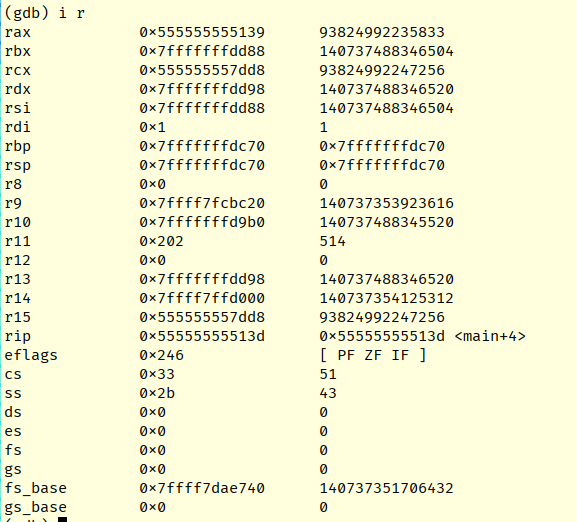 (gdb) i r
rax 0x555555555139 93824992235833
rbx 0x7fffffffdd88 140737488346504
rcx 0x555555557dd8 93824992247256
rdx 0x7fffffffdd98 140737488346520
rsi 0x7fffffffdd88 140737488346504
rdi 0x1 1
rbp 0x7fffffffdc70 0x7fffffffdc70
rsp 0x7fffffffdc70 0x7fffffffdc70
r8 0x0 0
r9 0x7ffff7fcbc20 140737353923616
r10 0x7fffffffd9b0 140737488345520
r11 0x202 514
r12 0x0 0
r13 0x7fffffffdd98 140737488346520
r14 0x7ffff7ffd000 140737354125312
r15 0x555555557dd8 93824992247256
rip 0x55555555513d 0x55555555513d <main+4>
eflags 0x246 [ PF ZF IF ]
cs 0x33 51
ss 0x2b 43
ds 0x0 0
es 0x0 0
fs 0x0 0
gs 0x0 0
fs_base 0x7ffff7dae740 140737351706432
gs_base 0x0 0
(gdb)